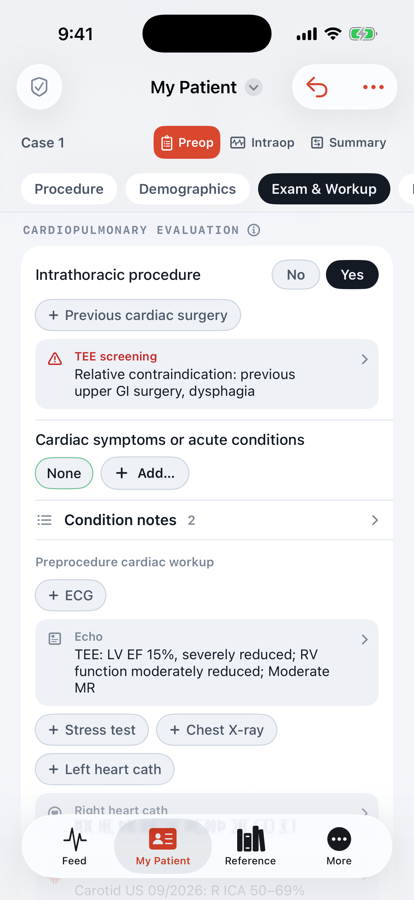 9:41
My Patient
Case 1
Preop
Intraop
Summary
Procedure
Demographics
Exam & Workup
CARDIOPULMONARY EVALUATION
Intrathoracic procedure
No
Yes
+ Previous cardiac surgery
TEE screening
Relative contraindication: previous
upper GI surgery, dysphagia
Cardiac symptoms or acute conditions
None
+ Add...
Condition notes 2
Preprocedure cardiac workup
+ ECG
Echo
TEE: LV EF 15%, severely reduced; RV
function moderately reduced; Moderate
MR
+ Stress test
+ Chest X-ray
+ Left heart cath
Right heart cath
Feed
My Patient
Reference
More
Carotid US 09/2026: R ICA 50–69%